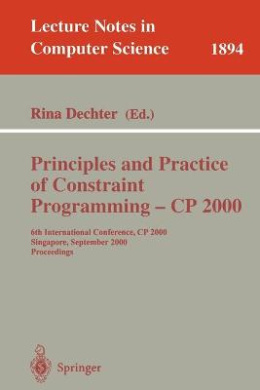 Lecture Notes in
Computer Science 1894
Rina Dechter (Ed.)
Principles and Practice
of Constraint
Programming – CP 2000
6th International Conference, CP 2000
Singapore, September 2000
Proceedings
Springer